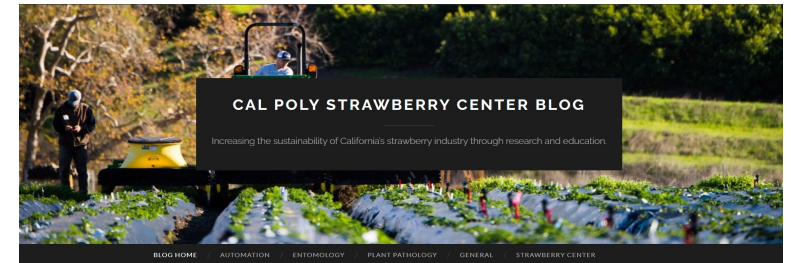 CAL POLY STRAWBERRY CENTER BLOG
Increasing the sustainability of California's strawberry industry through research and education.
BLOG HOME / AUTOMATION / ENTOMOLOGY / PLANT PATHOLOGY / GENERAL / STRAWBERRY CENTER